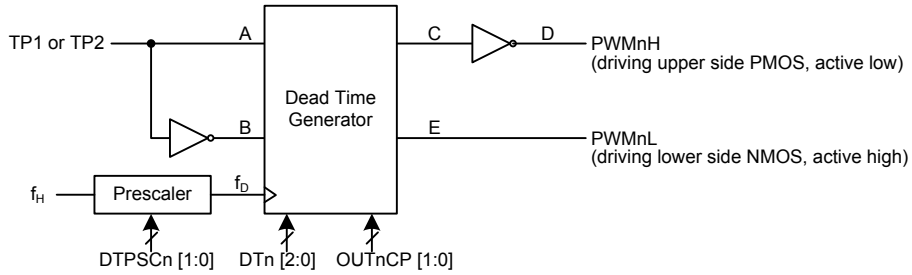 TP1 or TP2
A
C
D
PWMnH
(driving upper side PMOS, active low)
Dead Time
Generator
B
E
PWMnL
(driving lower side NMOS, active high)
fH
Prescaler
fD
DTPSCn [1:0]
DTn [2:0]
OUTnCP [1:0]